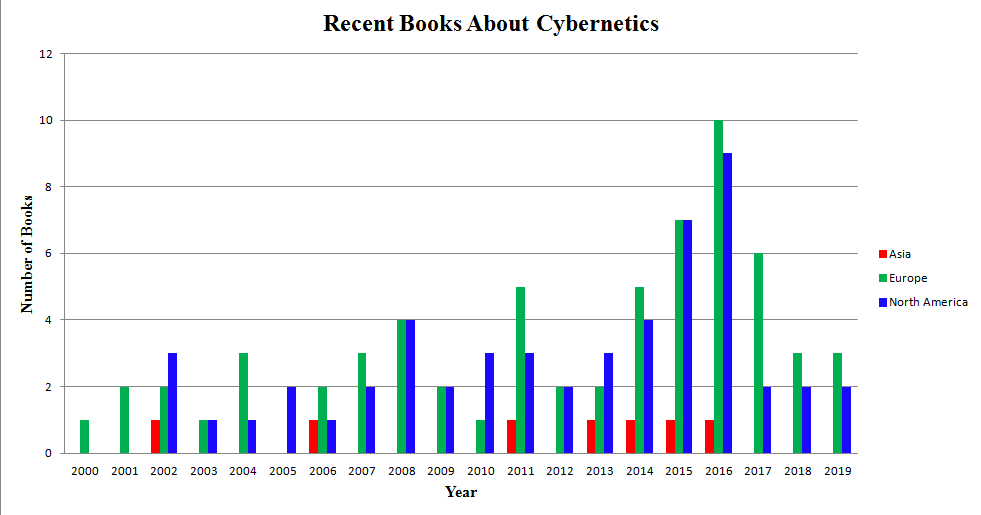 Recent Books About Cybernetics
12
10
8
6
4
2
0
Number of Books
2000 2001 2002 2003 2004 2005 2006 2007 2008 2009 2010 2011 2012 2013 2014 2015 2016 2017 2018 2019
Year
Asia
Europe
North America